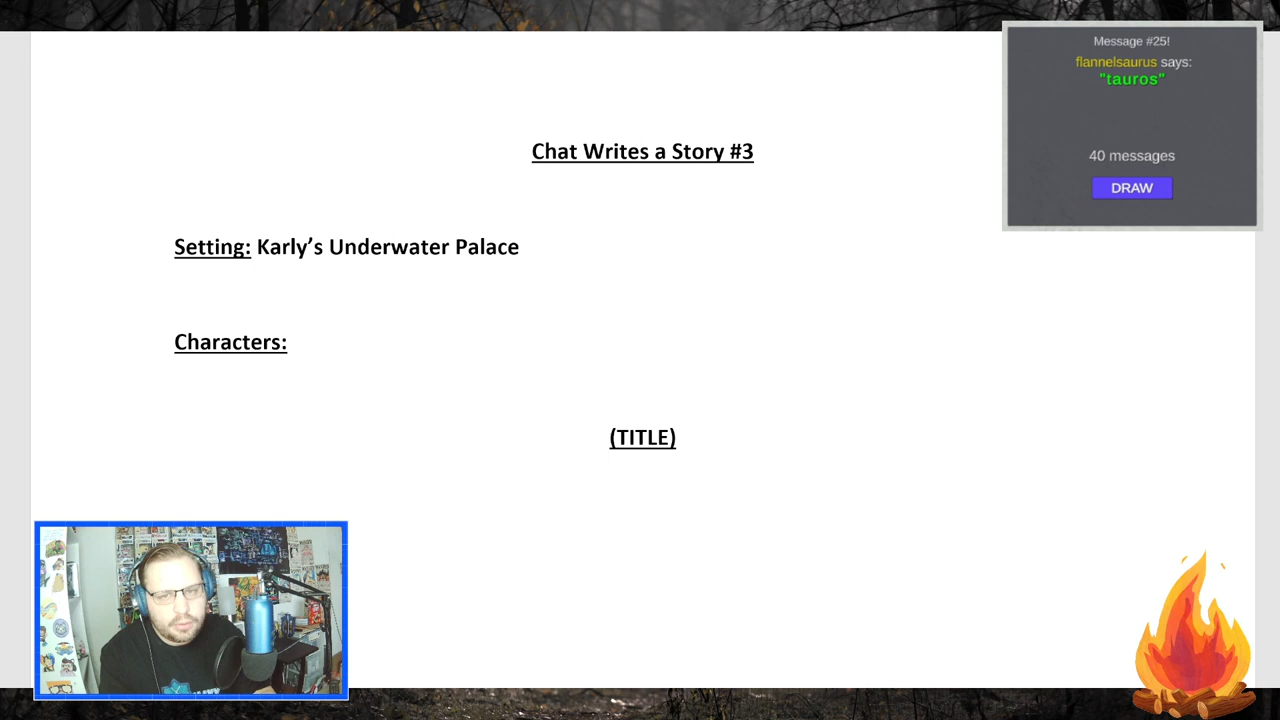 Message #25!
flannelsaurus says:
"tauros"
40 messages
DRAW
Chat Writes a Story #3
Setting: Karly's Underwater Palace
Characters:
(TITLE)